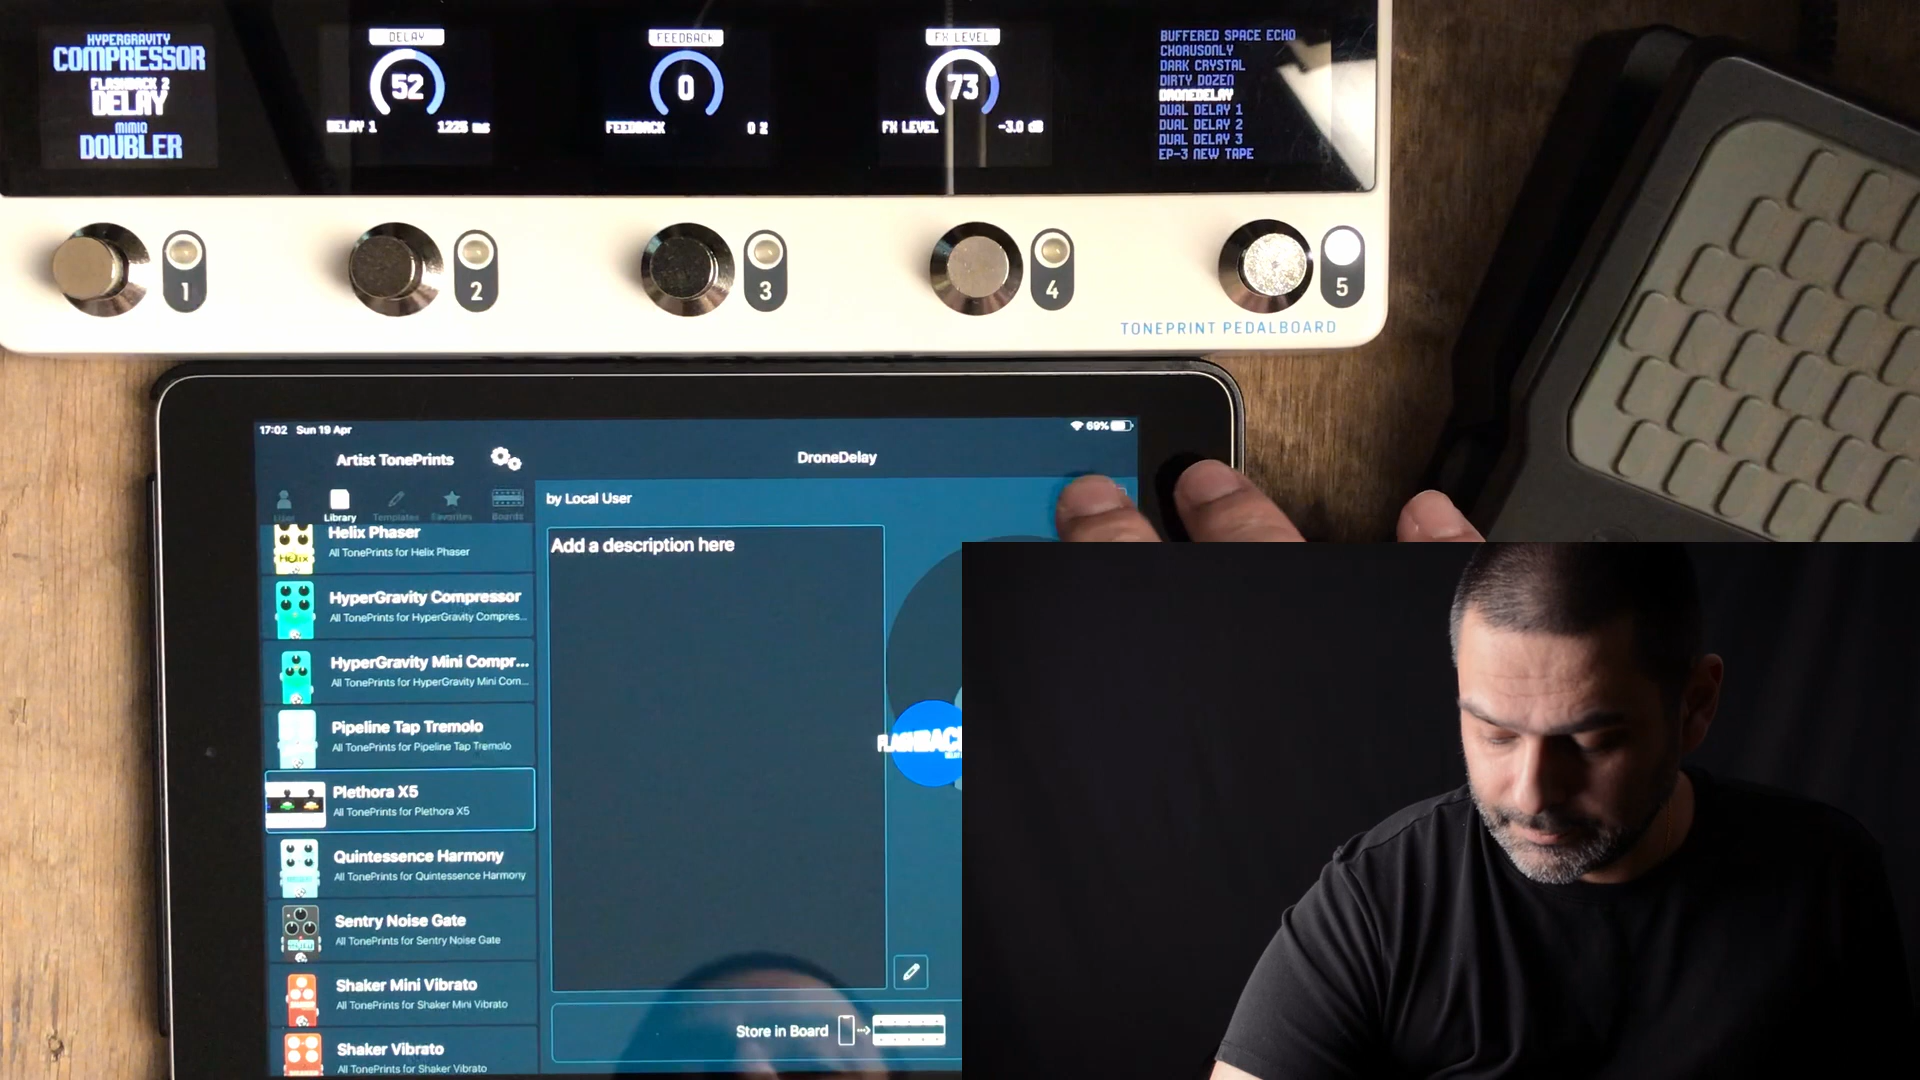 HYPERGRAVITY
COMPRESSOR
FLASHBACK 2
DELAY
MIMIQ
DOUBLER
DELAY
52
DELAY 1 1225 ms
FEEDBACK
0
FEEDBACK 0 %
FX LEVEL
73
FX LEVEL -3.0 dB
BUFFERED SPACE ECHO
CHORUSONLY
DARK CRYSTAL
DIRTY DOZEN
DRONEDELAY
DUAL DELAY 1
DUAL DELAY 2
DUAL DELAY 3
EP-3 NEW TAPE
1
2
3
4
5
TONEPRINT PEDALBOARD
17:02 Sun 19 Apr
69%
Artist TonePrints
DroneDelay
User
Library
Templates
Favorites
Boards
by Local User
Add a description here
Helix Phaser
All TonePrints for Helix Phaser
HyperGravity Compressor
All TonePrints for HyperGravity Compres...
HyperGravity Mini Compr...
All TonePrints for HyperGravity Mini Com...
Pipeline Tap Tremolo
All TonePrints for Pipeline Tap Tremolo
Plethora X5
All TonePrints for Plethora X5
Quintessence Harmony
All TonePrints for Quintessence Harmony
Sentry Noise Gate
All TonePrints for Sentry Noise Gate
Shaker Mini Vibrato
All TonePrints for Shaker Mini Vibrato
Shaker Vibrato
All TonePrints for Shaker Vibrato
Store in Board